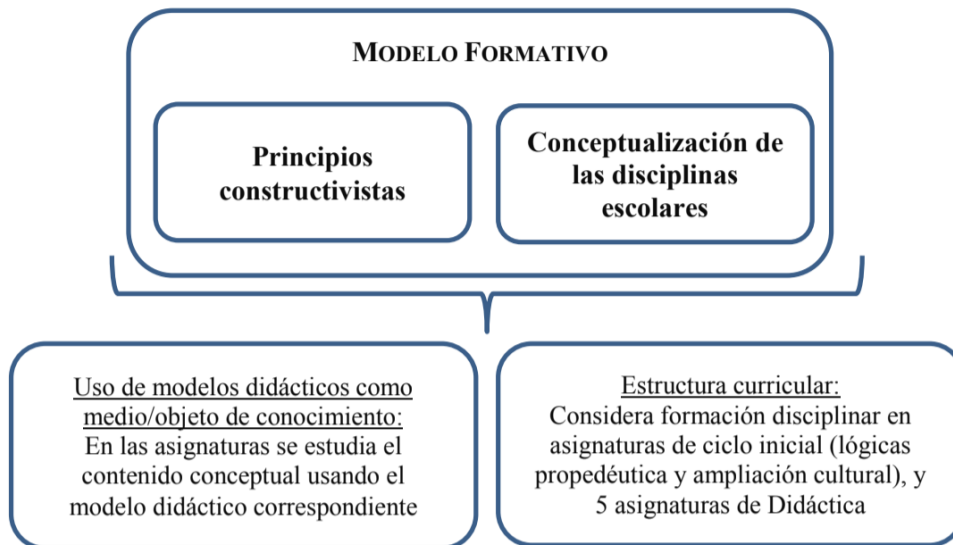 MODELO FORMATIVO
Principios
constructivistas
Conceptualización de
las disciplinas
escolares
Uso de modelos didácticos como
medio/objeto de conocimiento:
En las asignaturas se estudia el
contenido conceptual usando el
modelo didáctico correspondiente
Estructura curricular:
Considera formación disciplinar en
asignaturas de ciclo inicial (lógicas
propedéutica y ampliación cultural), y
5 asignaturas de Didáctica